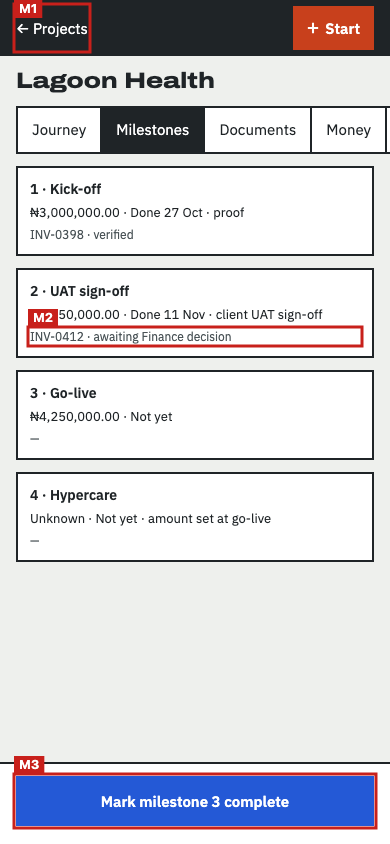 M1
← Projects
+ Start
Lagoon Health
Journey
Milestones
Documents
Money
1 · Kick-off
₦3,000,000.00 · Done 27 Oct · proof
INV-0398 · verified
2 · UAT sign-off
M2
50,000.00 · Done 11 Nov · client UAT sign-off
INV-0412 · awaiting Finance decision
3 · Go-live
₦4,250,000.00 · Not yet
—
4 · Hypercare
Unknown · Not yet · amount set at go-live
—
M3
Mark milestone 3 complete